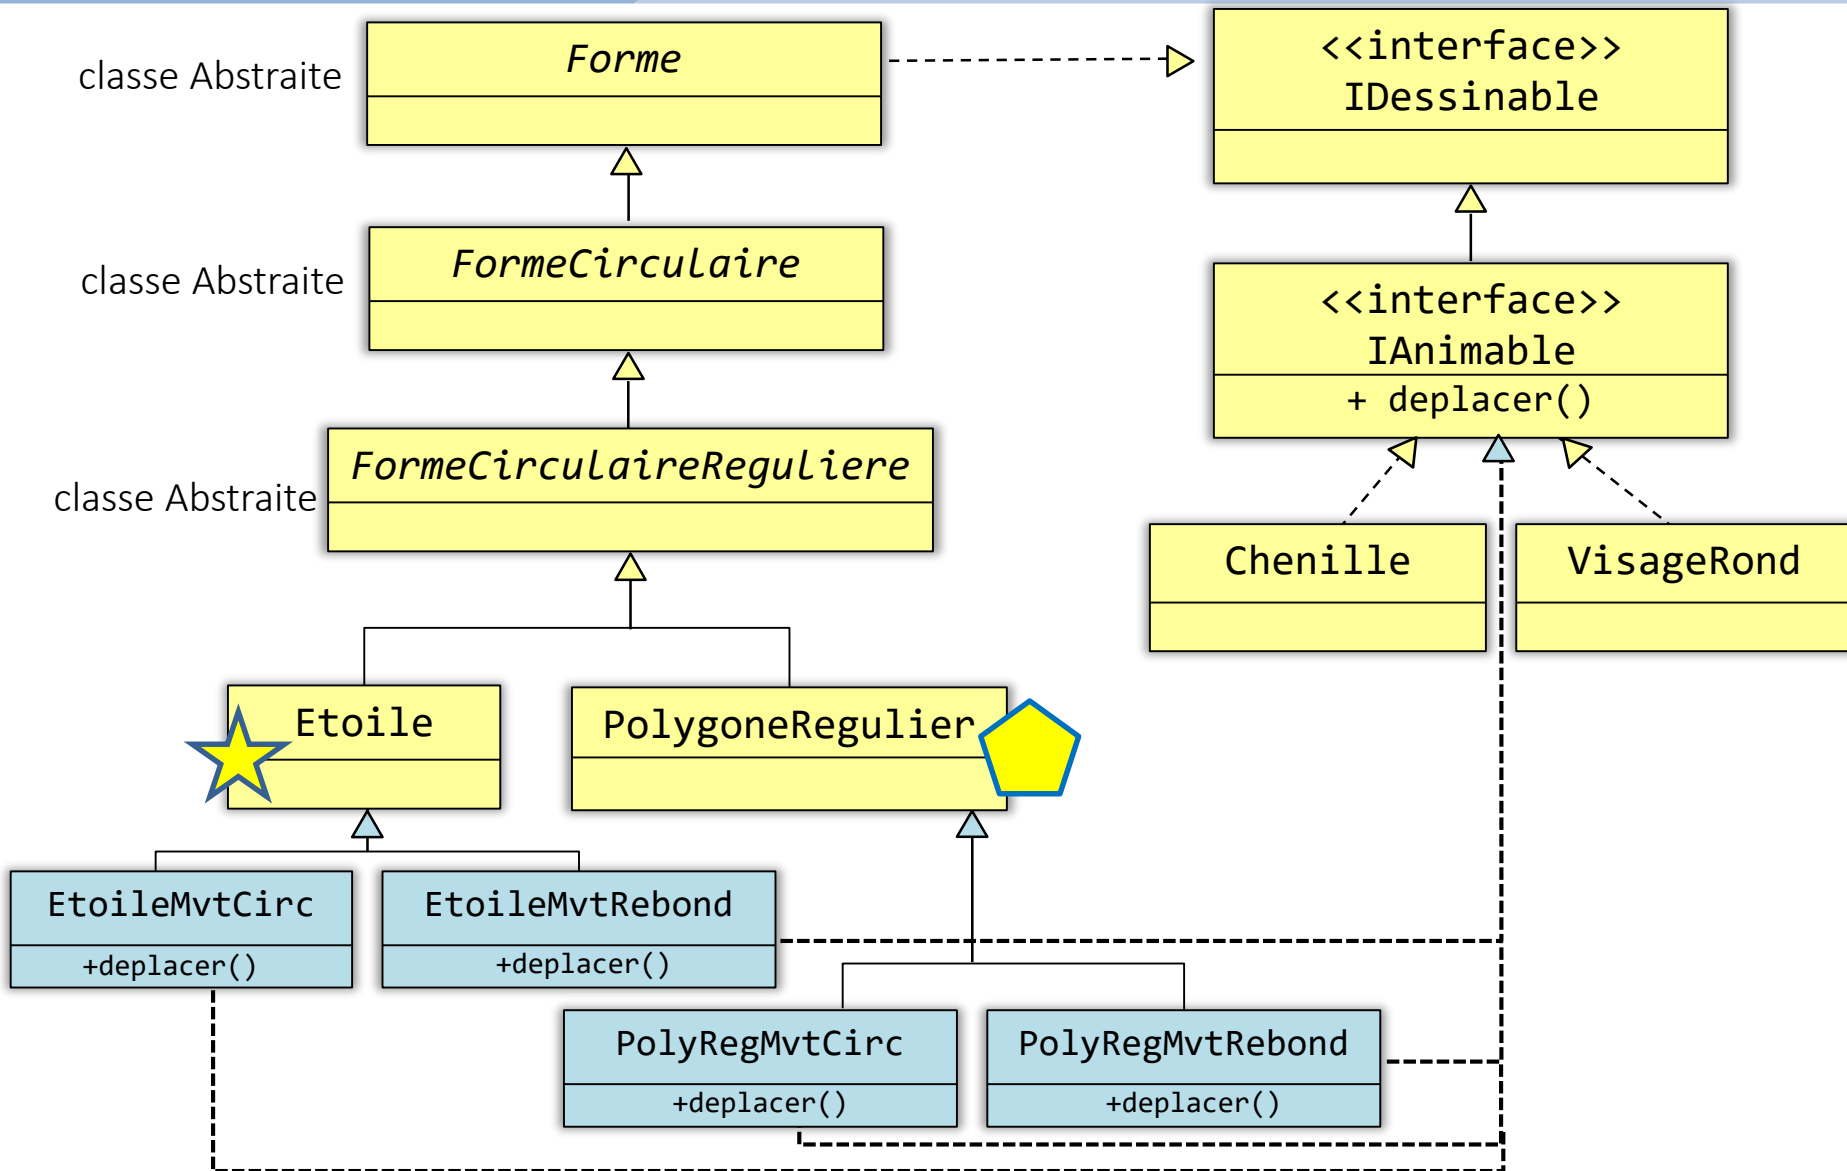 classe Abstraite
Forme
<<interface>>
IDessinable
classe Abstraite
FormeCirculaire
<<interface>>
IAnimable
+ deplacer()
classe Abstraite
FormeCirculaireReguliere
Chenille
VisageRond
Etoile
PolygoneRegulier
EtoileMvtCirc
+deplacer()
EtoileMvtRebond
+deplacer()
PolyRegMvtCirc
+deplacer()
PolyRegMvtRebond
+deplacer()